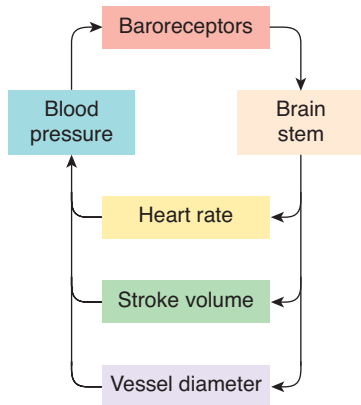 Baroreceptors
Blood
pressure
Brain
stem
Heart rate
Stroke volume
Vessel diameter